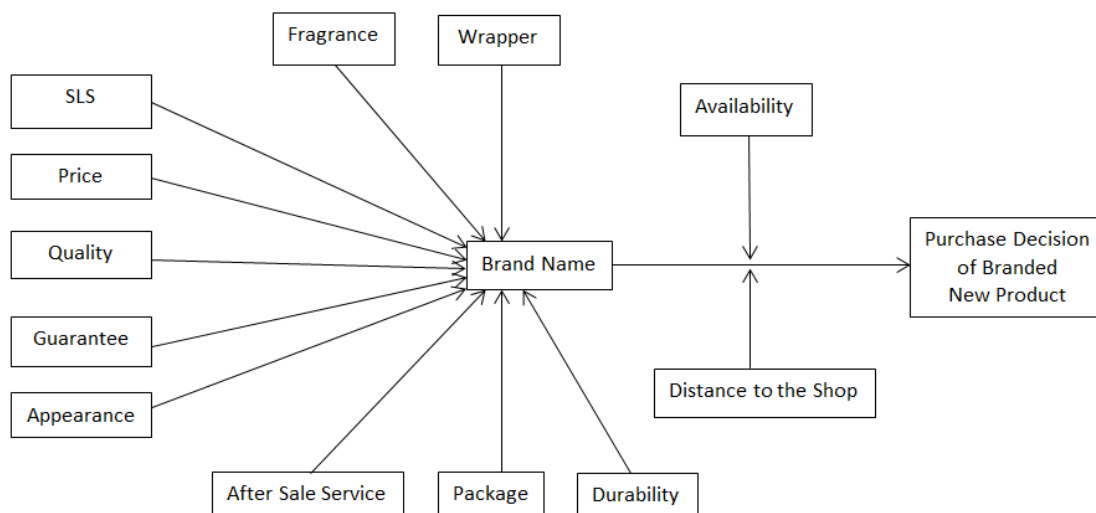 Fragrance
Wrapper
SLS
Availability
Price
Quality
Brand Name
Purchase Decision
of Branded
New Product
Guarantee
Distance to the Shop
Appearance
After Sale Service
Package
Durability